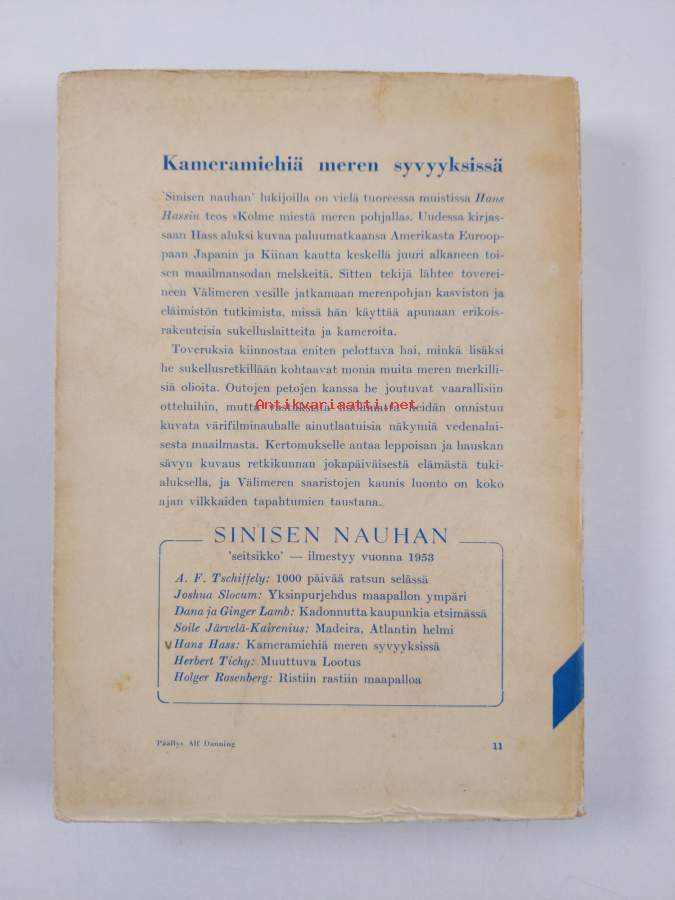 Kameramiehiä meren syvyyksissä
'Sinisen nauhan' lukijoilla on vielä tuoreessa muistissa Hans
Hassin teos »Kolme miestä meren pohjalla». Uudessa kirjas-
saan Hass aluksi kuvaa paluumatkaansa Amerikasta Euroop-
paan Japanin ja Kiinan kautta keskellä juuri alkaneen toi-
sen maailmansodan melskeitä. Sitten tekijä lähtee toverei-
neen Välimeren vesille jatkamaan merenpohjan kasviston ja
eläimistön tutkimista, missä hän käyttää apunaan erikois-
rakenteisia sukelluslaitteita ja kameroita.
Toveruksia kiinnostaa eniten pelottava hai, minkä lisäksi
he sukellusretkillään kohtaavat monia muita meren merkilli-
siä olioita. Outojen petojen kanssa he joutuvat vaarallisiin
otteluihin, mutta heidän onnistuu
Antikvariaatti.net
kuvata värifilminauhalle ainutlaatuisia näkymiä vedenalai-
sesta maailmasta. Kertomukselle antaa leppoisan ja hauskan
sävyn kuvaus retkikunnan jokapäiväisestä elämästä tuki-
aluksella, ja Välimeren saaristojen kaunis luonto on koko
ajan vilkkaiden tapahtumien taustana.
SINISEN NAUHAN
'seitsikko' — ilmestyy vuonna 1953
A. F. Tschiffely: 1000 päivää ratsun selässä
Joshua Slocum: Yksinpurjehdus maapallon ympäri
Dana ja Ginger Lamb: Kadonnutta kaupunkia etsimässä
Soile Järvelä-Kairenius: Madeira, Atlantin helmi
v Hans Hass: Kameramiehiä meren syvyyksissä
Herbert Tichy: Muuttuva Lootus
Holger Rosenberg: Ristiin rastiin maapalloa
Päällys Alf Danning
11